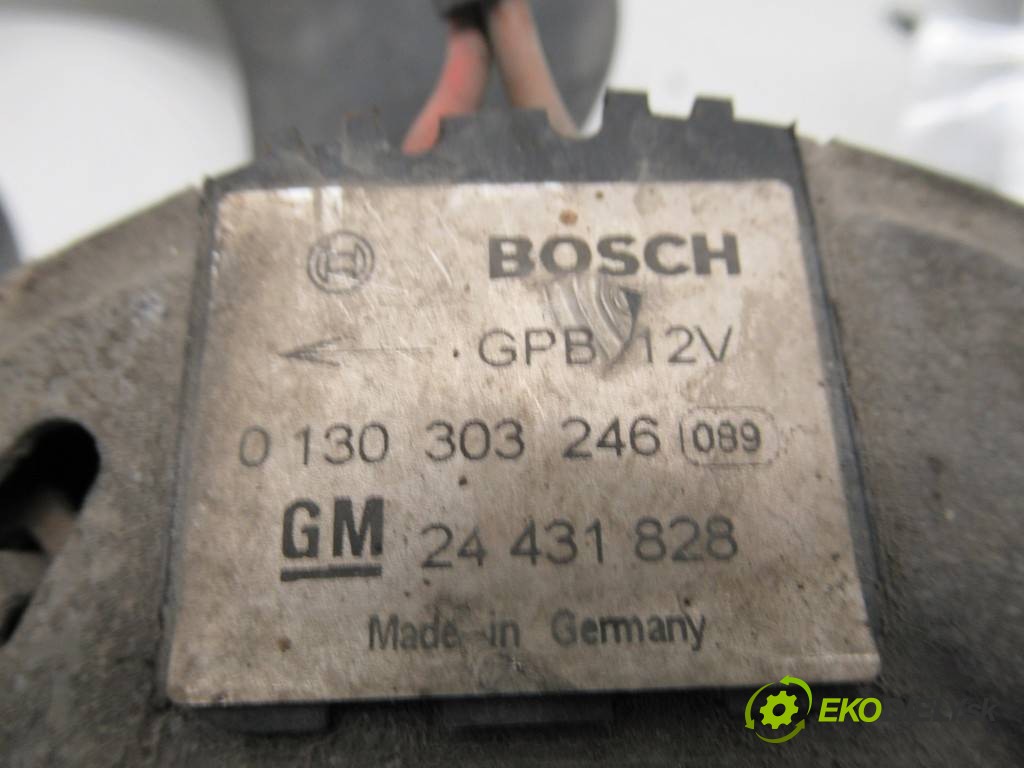 BOSCH
GPB 12V
0 130 303 246 089
GM 24 431 828
Made in Germany
EKO